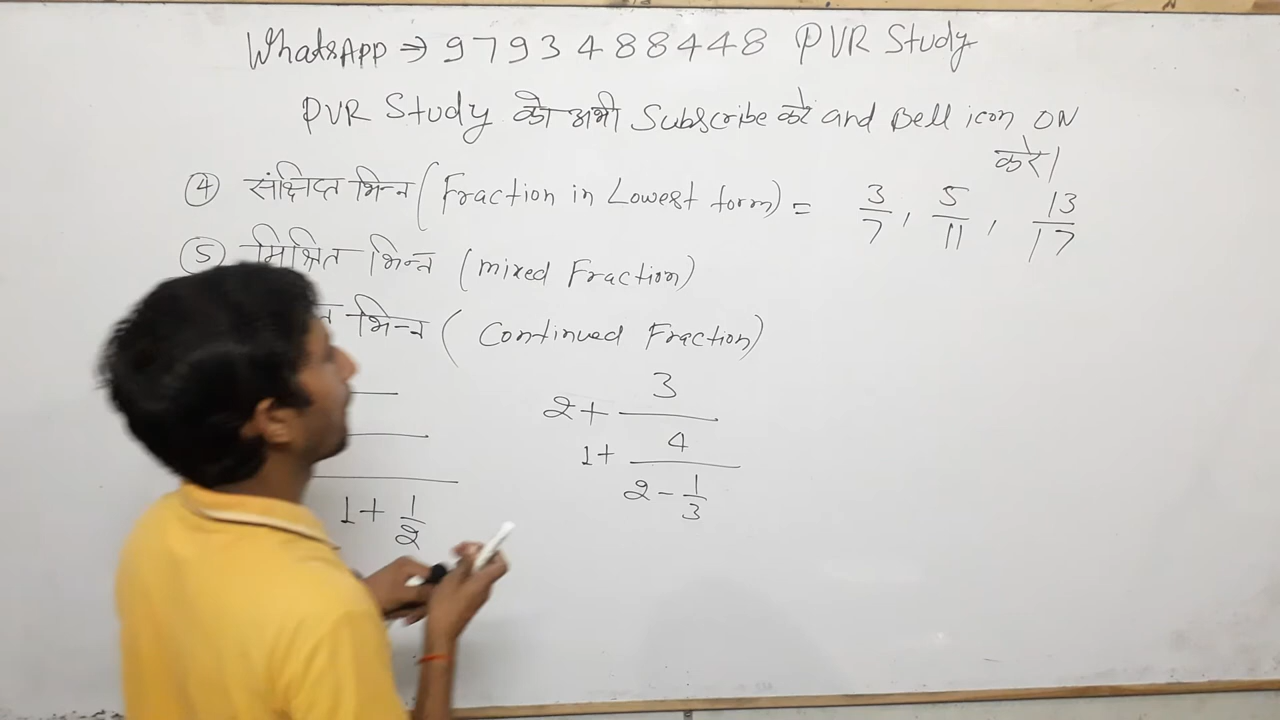 WhatsAPP ⇒ 9793488448 PVR Study
PVR Study को अभी Subscribe करे and Bell icon ON
करे।
④ संक्षिप्त भिन्न (Fraction in Lowest form) = 3/7, 5/11, 13/17
⑤ मिश्रित भिन्न (mixed Fraction)
भिन्न (Continued Fraction)
3
2+
4
1+
2 - 1/3
1 + 1/2